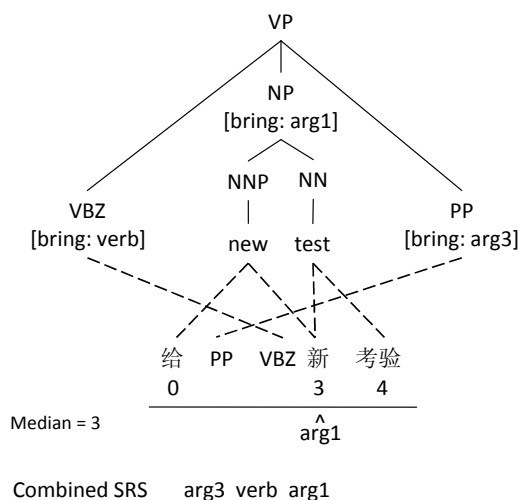 VP
NP
[bring: arg1]
NNP NN
VBZ PP
[bring: verb] new test [bring: arg3]
给 PP VBZ 新 考验
0 3 4
Median = 3 ^
arg1
Combined SRS arg3 verb arg1